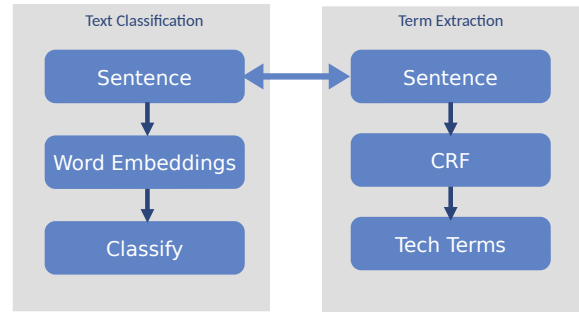 Text Classification
Sentence
Word Embeddings
Classify
Term Extraction
Sentence
CRF
Tech Terms